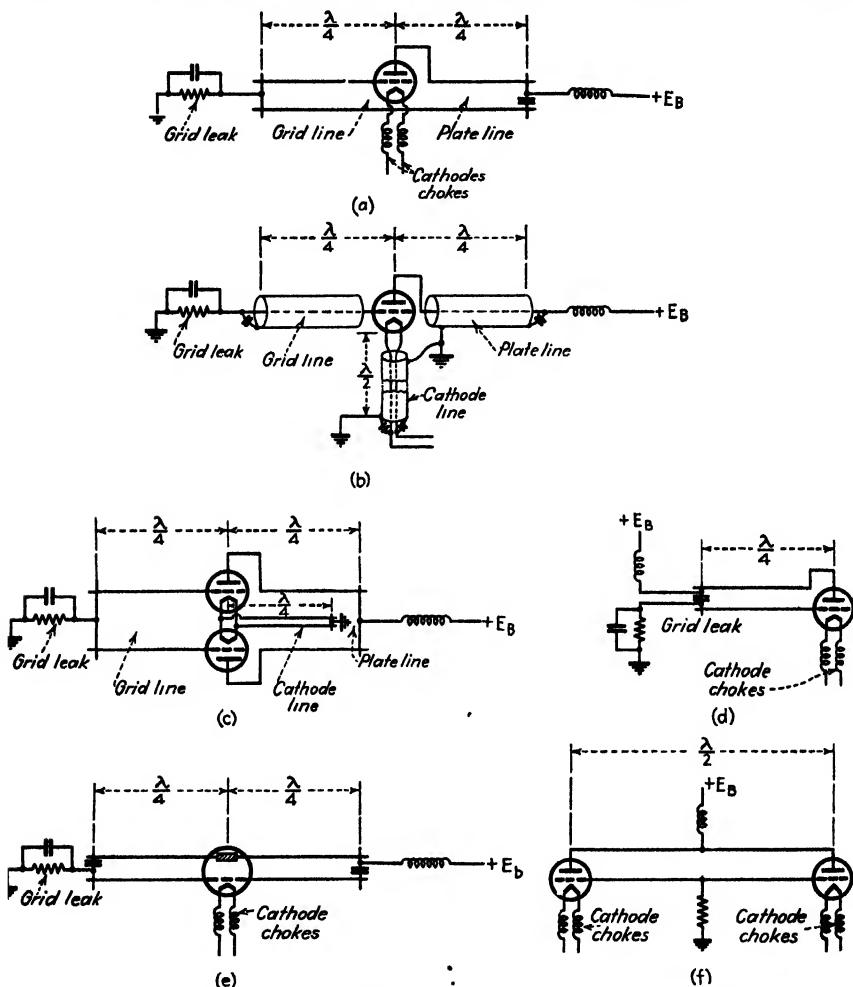 λ/4 λ/4
+E_B
Grid leak Grid line Plate line
Cathodes
chokes
(a)
λ/4 λ/4
+E_B
Grid leak Grid line Plate line
λ/2
Cathode
line
(b)
λ/4 λ/4
λ/4
+E_B
Grid leak Grid line Cathode
line Plate line
(c)
+E_B
λ/4
Grid leak
Cathode
chokes
(d)
λ/4 λ/4
+E_b
Grid leak
Cathode
chokes
(e)
λ/2
+E_B
Cathode
chokes
Cathode
chokes
(f)